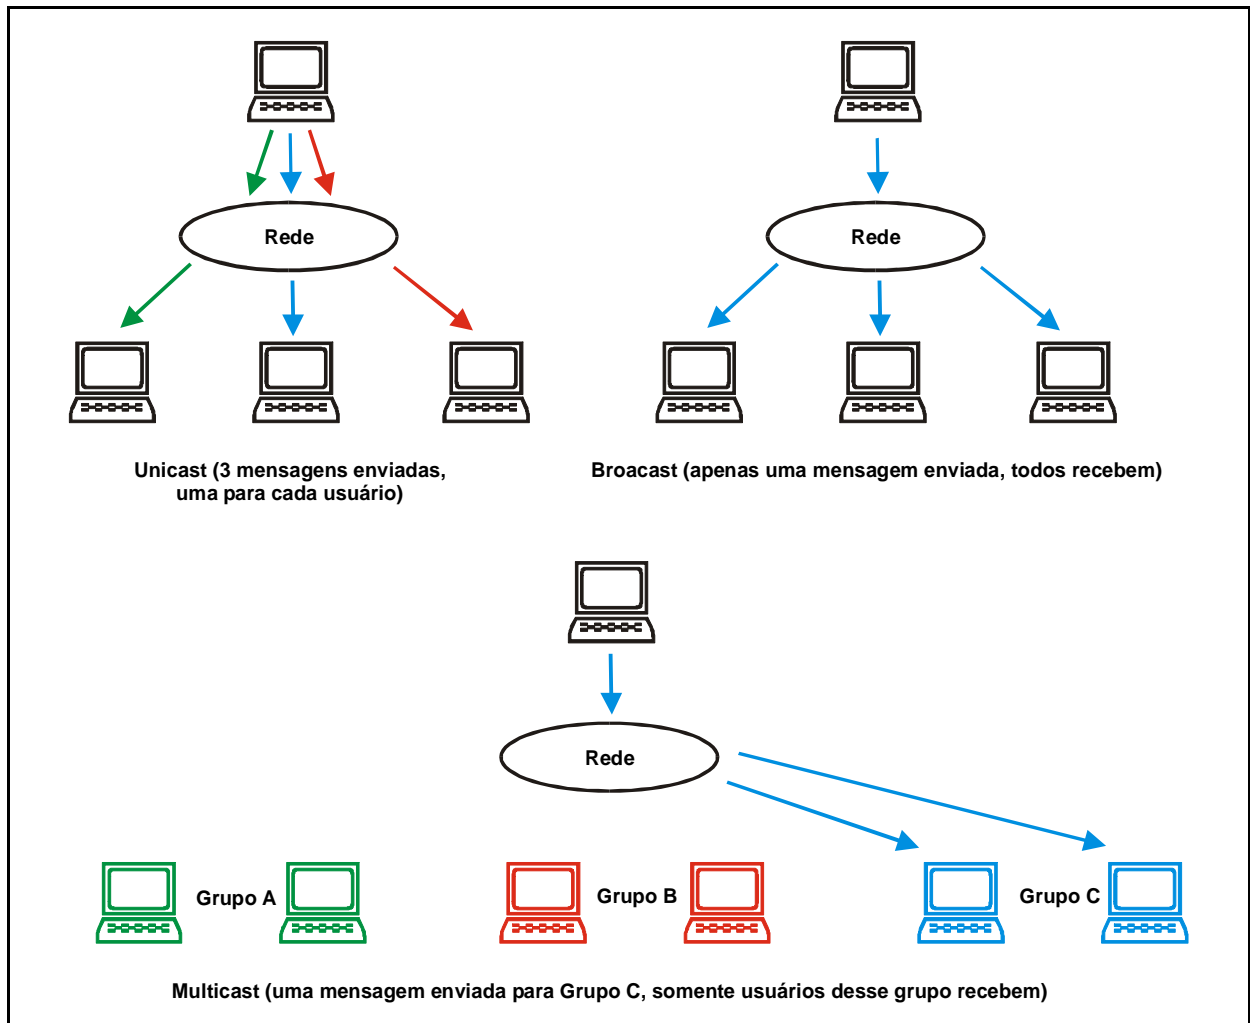 Rede
Rede
Unicast (3 mensagens enviadas,
uma para cada usuário)
Broacast (apenas uma mensagem enviada, todos recebem)
Rede
Grupo A
Grupo B
Grupo C
Multicast (uma mensagem enviada para Grupo C, somente usuários desse grupo recebem)